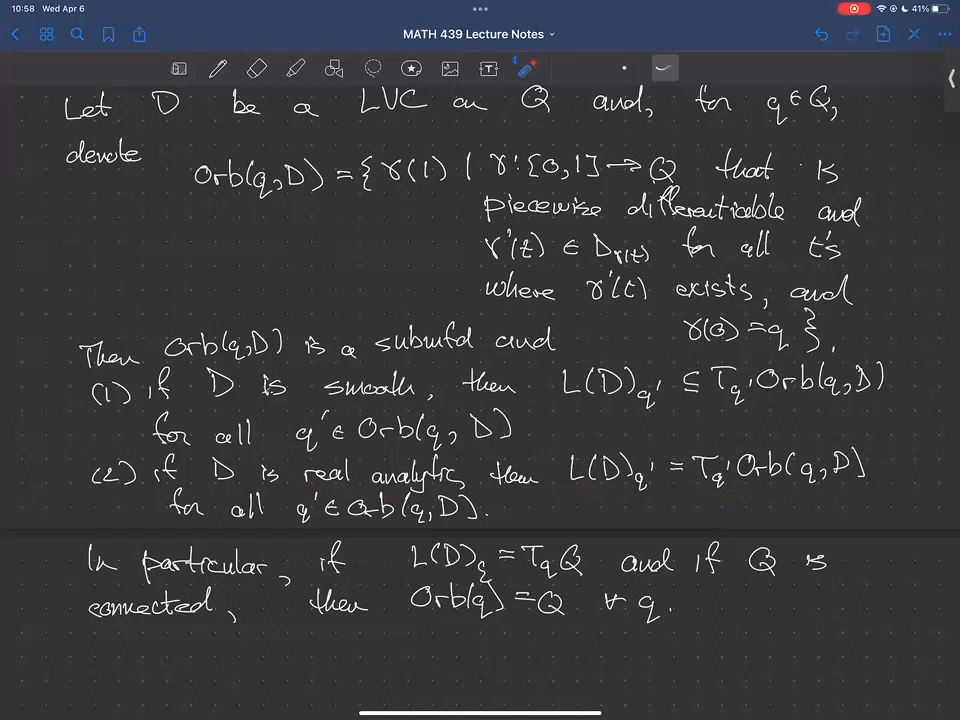 10:58 Wed Apr 6
41%
MATH 439 Lecture Notes
Let D be a LVC on Q and, for q ∈ Q,
denote
Orb(q,D) = { γ(1) | γ: [0,1] → Q that is
piecewise differentiable and
γ'(t) ∈ D_γ(t) for all t's
where γ'(t) exists, and
γ(0) = q }.
Then Orb(q,D) is a submfd and
(1) if D is smooth, then L(D)_q' ⊆ T_q' Orb(q,D)
for all q' ∈ Orb(q,D)
(2) if D is real analytic, then L(D)_q' = T_q' Orb(q,D)
for all q' ∈ Orb(q,D).
In particular, if L(D)_q = T_q Q and if Q is
connected, then Orb(q) = Q ∀ q.